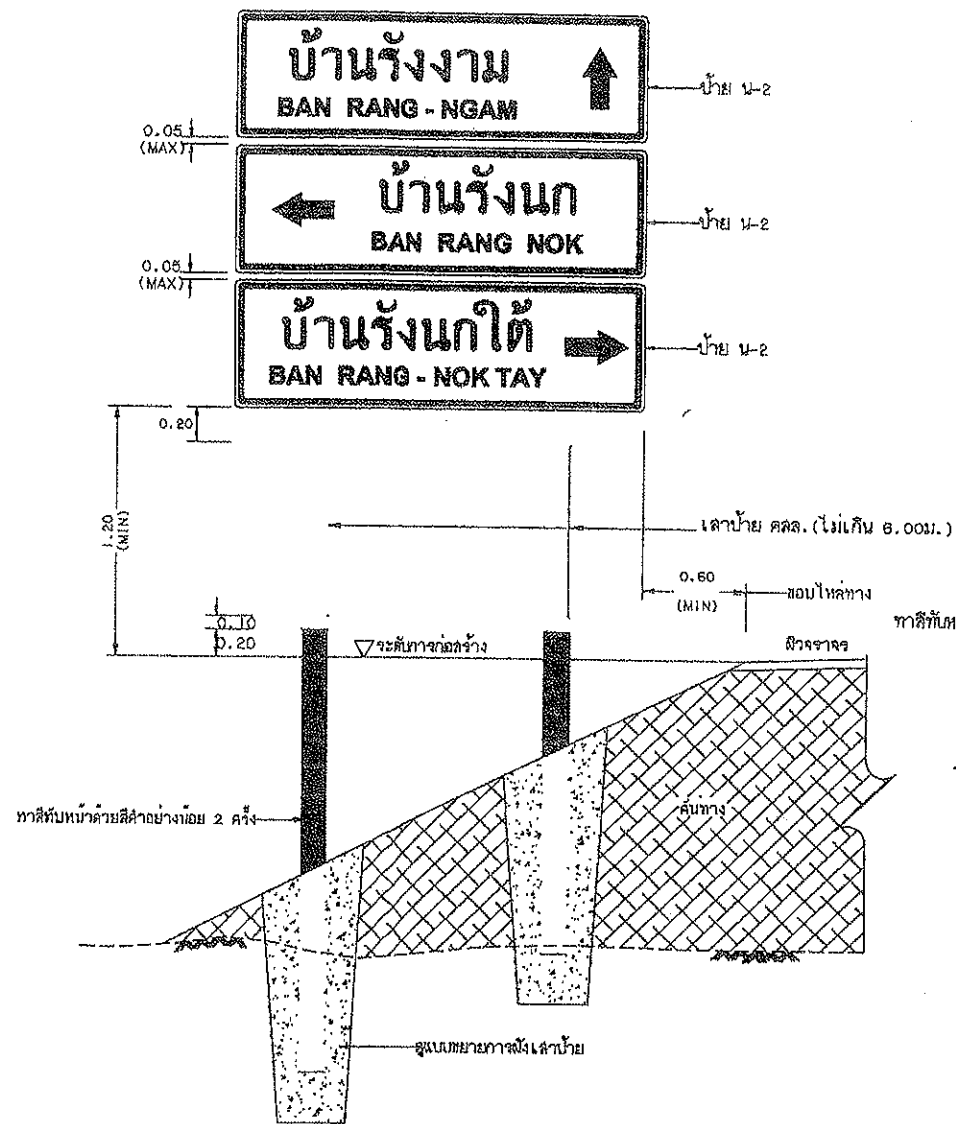 บ้านรังงาม
BAN RANG - NGAM
ป้าย น-2
0.05
(MAX)
บ้านรังนก
BAN RANG NOK
ป้าย น-2
0.05
(MAX)
บ้านรังนกใต้
BAN RANG - NOK TAY
ป้าย น-2
0.20
1.20
(MIN)
เสาป้าย คสล.(ไม่เกิน 6.00ม.)
0.60
(MIN)
ขอบไหล่ทาง
ทาสีทับห
0.10
0.20
ระดับการก่อสร้าง
ผิวจราจร
ทาสีทับหน้าด้วยสีดำอย่างน้อย 2 ครั้ง
คันทาง
ดูแบบขยายการฝังเสาป้าย